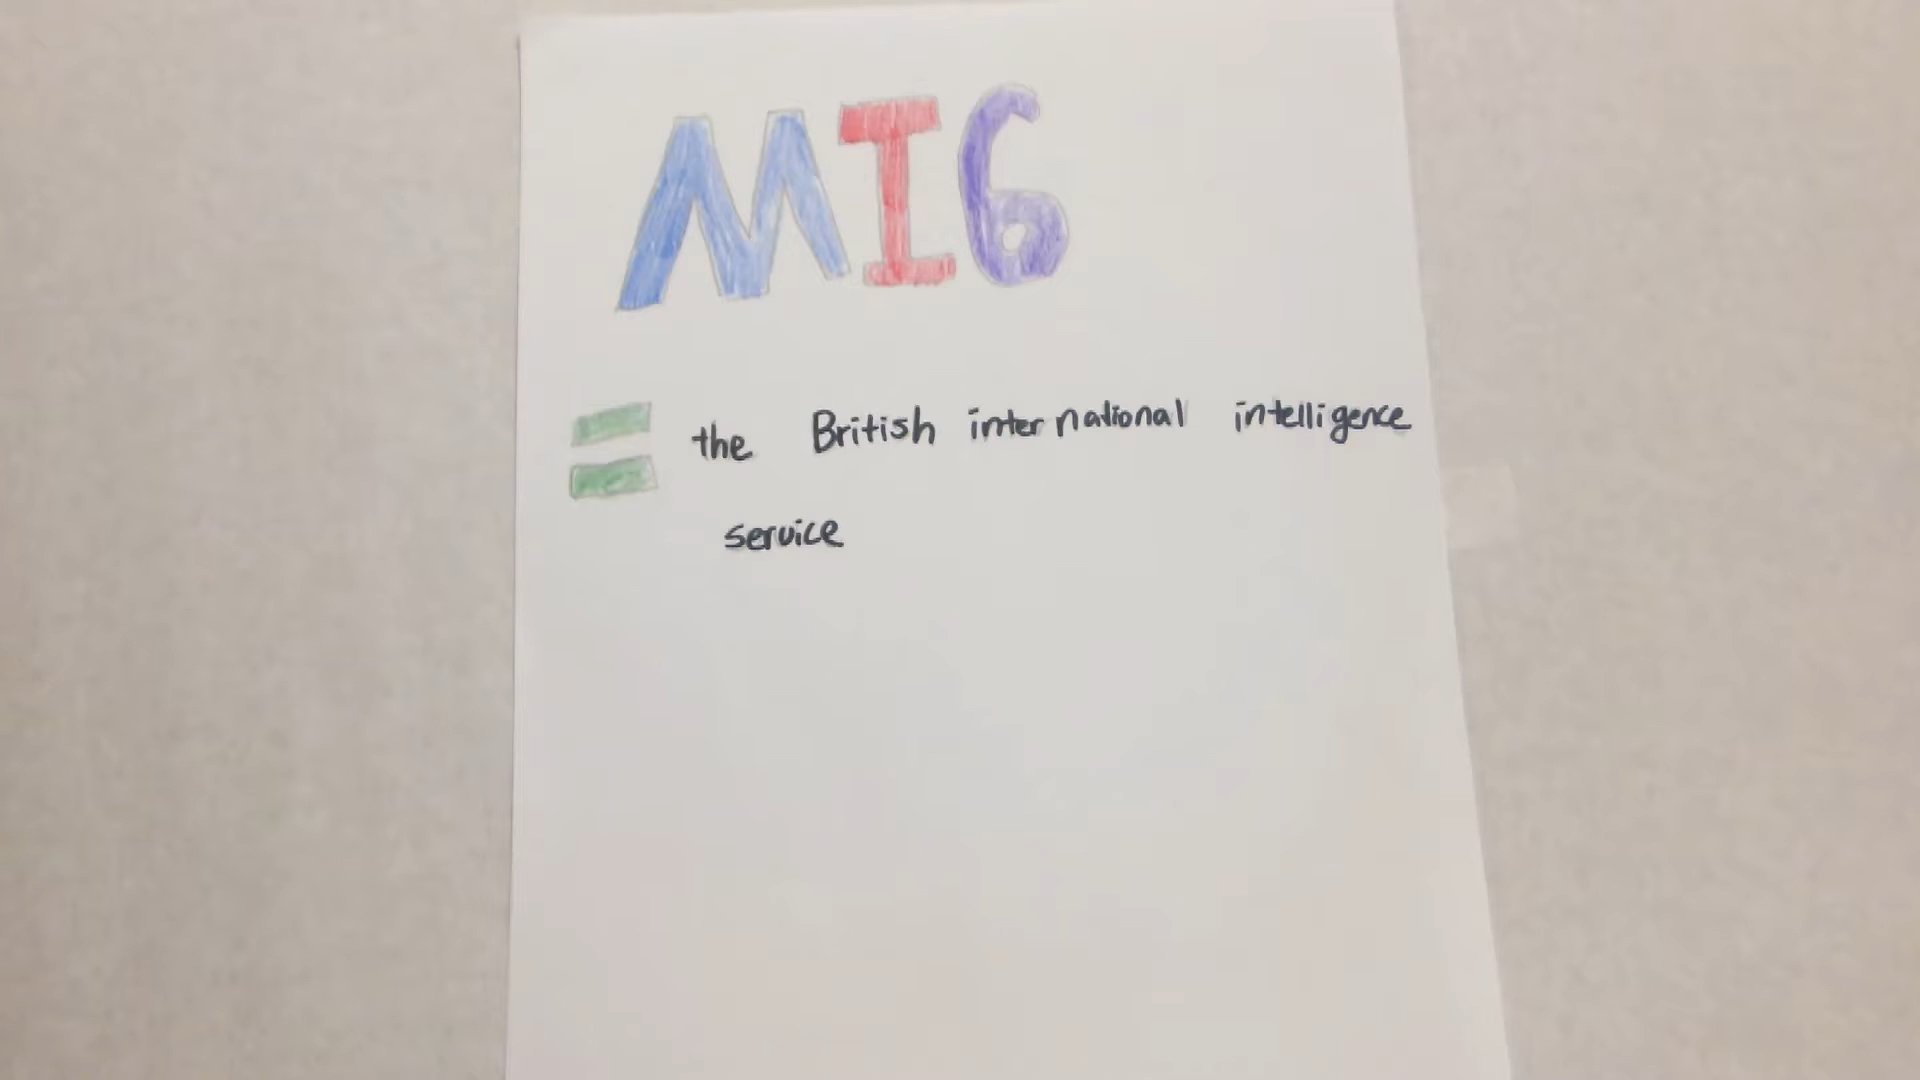 MI6
= the British international intelligence
service